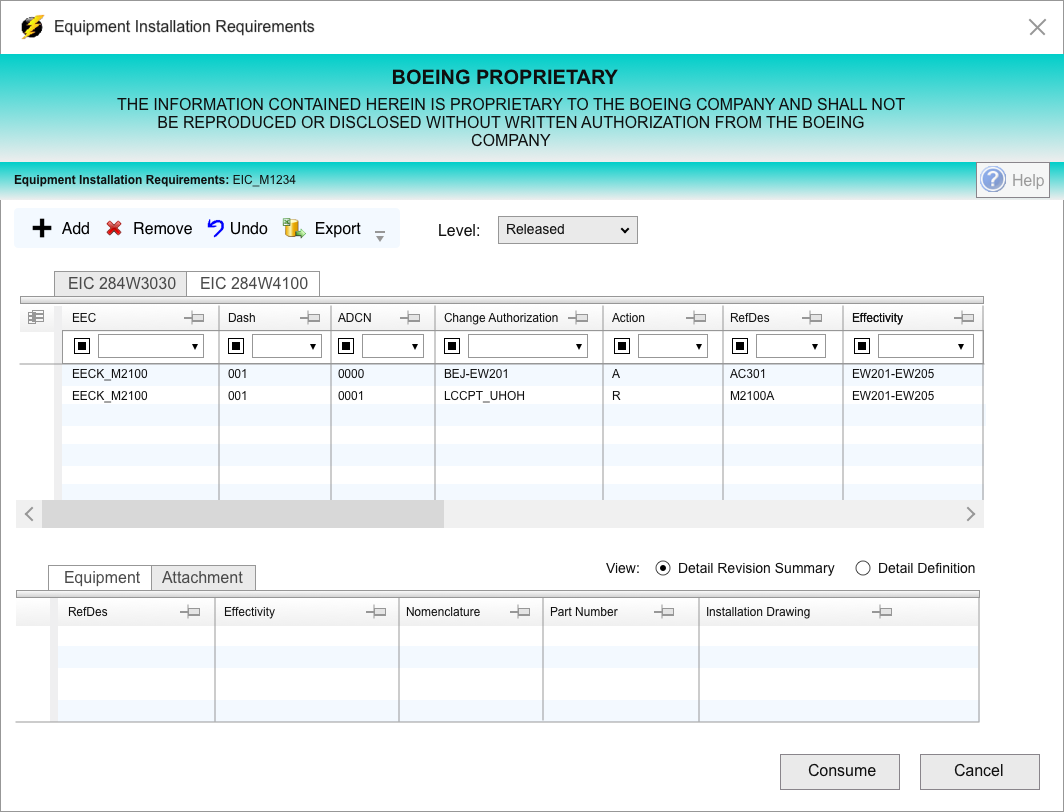 Equipment Installation Requirements
BOEING PROPRIETARY
THE INFORMATION CONTAINED HEREIN IS PROPRIETARY TO THE BOEING COMPANY AND SHALL NOT
BE REPRODUCED OR DISCLOSED WITHOUT WRITTEN AUTHORIZATION FROM THE BOEING
COMPANY
Equipment Installation Requirements: EIC_M1234
? Help
Add Remove Undo Export Level: Released
EIC 284W3030 EIC 284W4100
EEC Dash ADCN Change Authorization Action RefDes Effectivity
EECK_M2100 001 0000 BEJ-EW201 A AC301 EW201-EW205
EECK_M2100 001 0001 LCCPT_UHOH R M2100A EW201-EW205
View: Detail Revision Summary Detail Definition
Equipment Attachment
RefDes Effectivity Nomenclature Part Number Installation Drawing
Consume Cancel